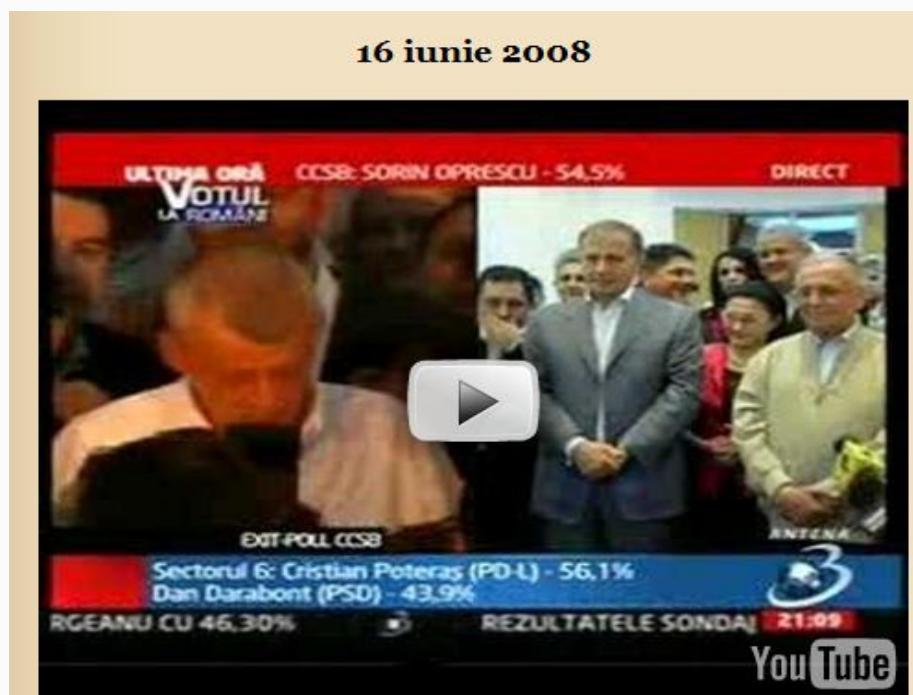 16 iunie 2008
ULTIMA ORĂ
CCSB: SORIN OPRESCU - 54,5%
DIRECT
VOTUL
LA ROMÂNI
EXIT-POLL CCSB
ANTENA
3
Sectorul 6: Cristian Poteraș (PD-L) - 56,1%
Dan Darabont (PSD) - 43,9%
RGEANU CU 46,30%
REZULTATELE SONDAJ
21:09
YouTube